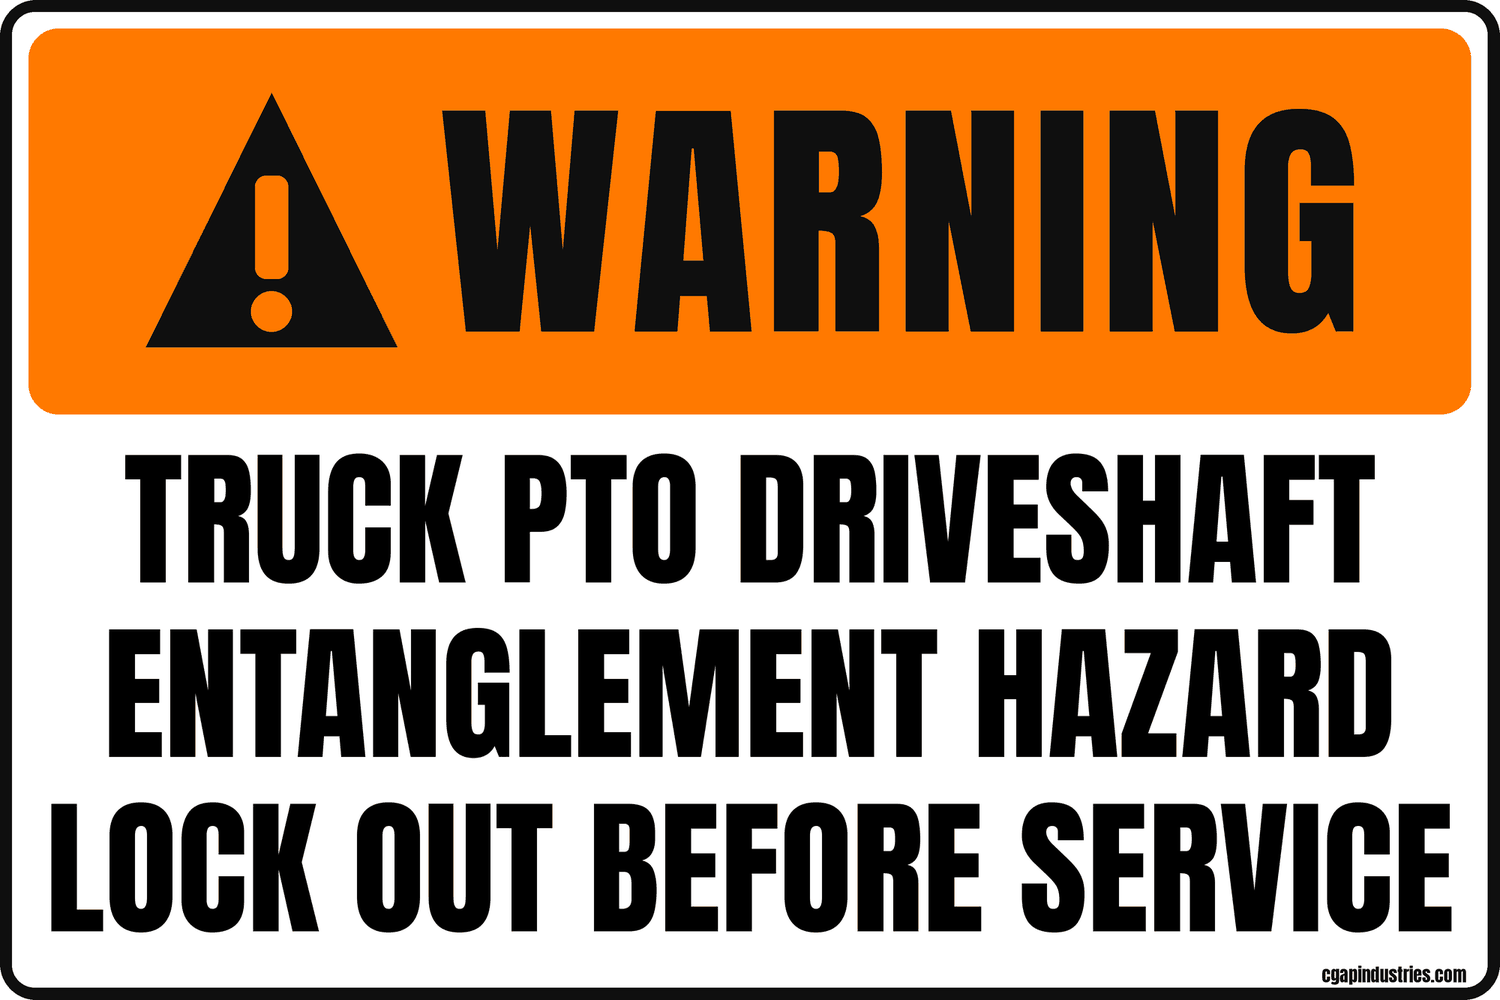 WARNING
TRUCK PTO DRIVESHAFT
ENTANGLEMENT HAZARD
LOCK OUT BEFORE SERVICE
cgapindustries.com